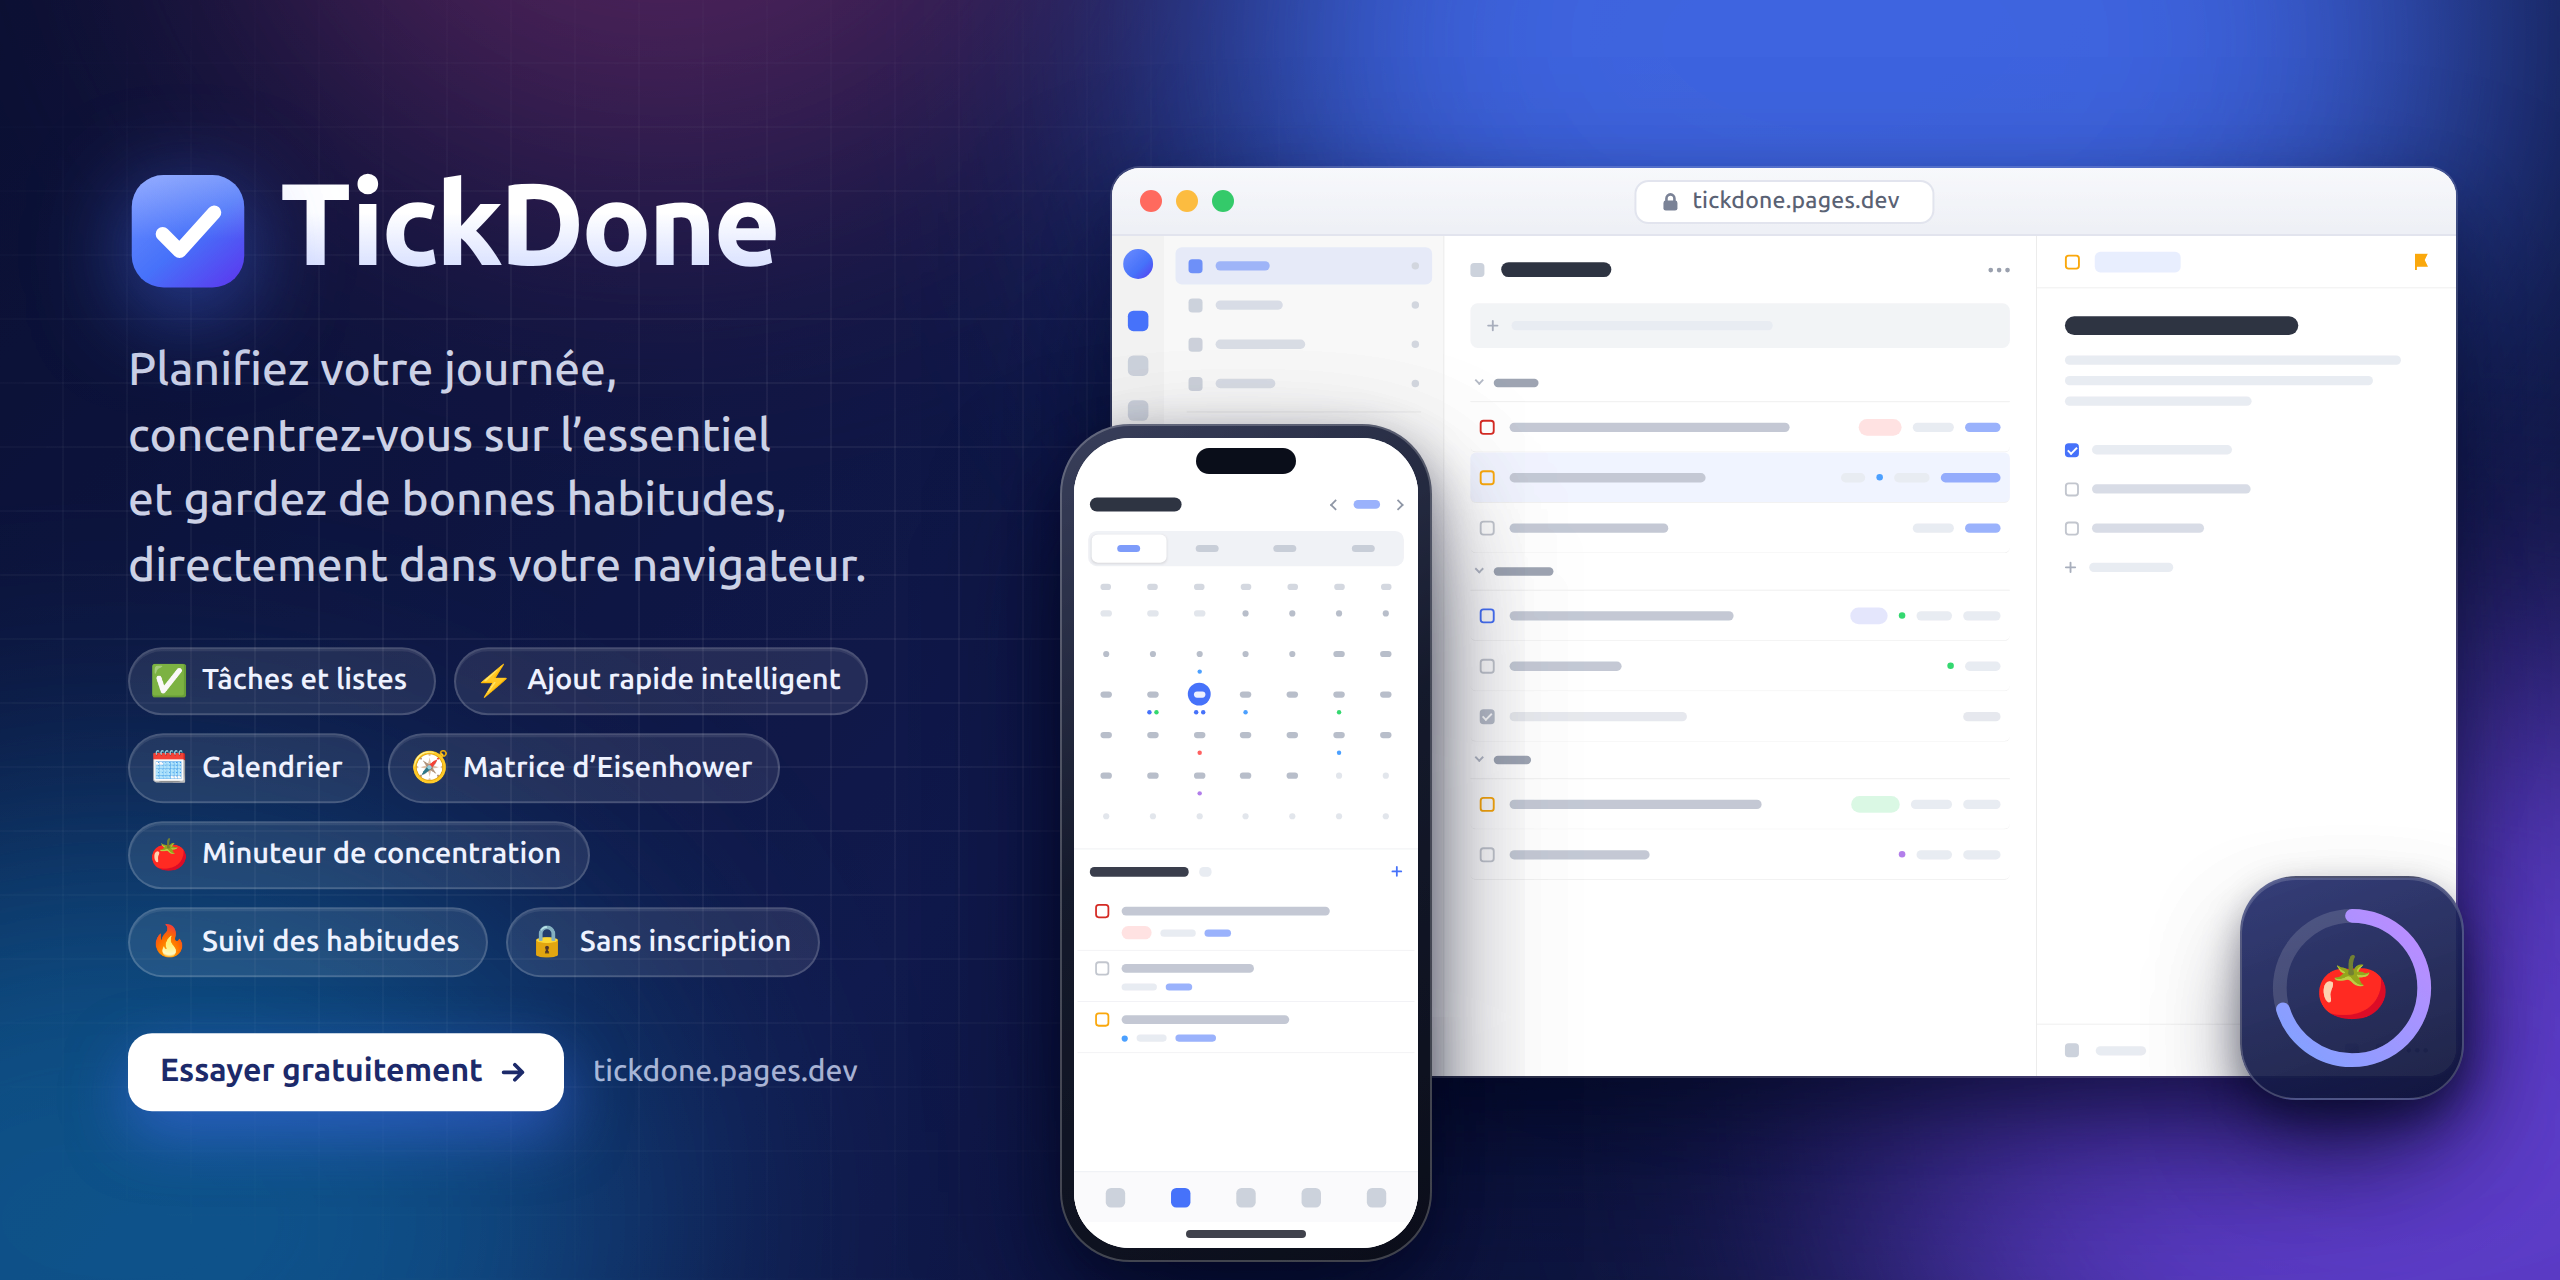 TickDone
Planifiez votre journée,
concentrez-vous sur l’essentiel
et gardez de bonnes habitudes,
directement dans votre navigateur.
Tâches et listes
Ajout rapide intelligent
Calendrier
Matrice d’Eisenhower
Minuteur de concentration
Suivi des habitudes
Sans inscription
Essayer gratuitement →
tickdone.pages.dev
tickdone.pages.dev